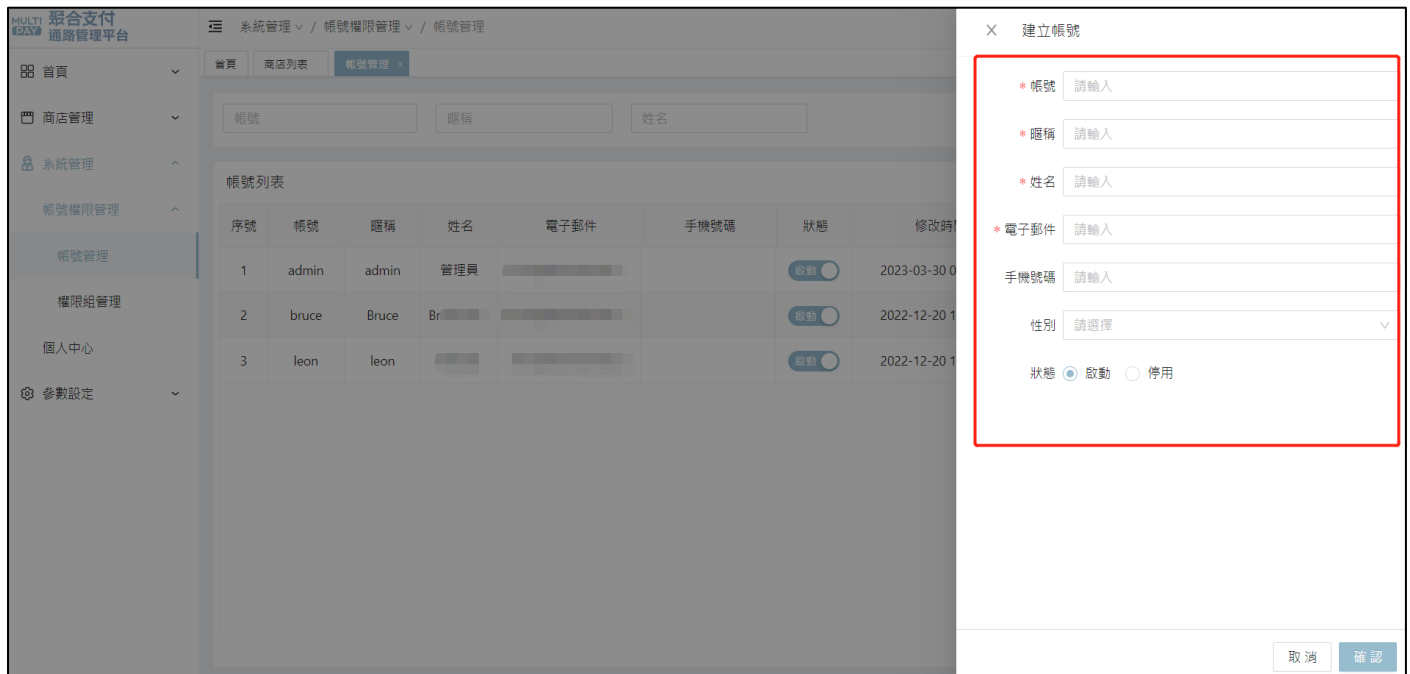 MULTI PAY 聚合支付
通路管理平台
首頁
商店管理
系統管理
帳號權限管理
帳號管理
權限組管理
個人中心
參數設定
系統管理 / 帳號權限管理 / 帳號管理
首頁 商店列表 帳號管理 ×
帳號 暱稱 姓名
帳號列表
序號 帳號 暱稱 姓名 電子郵件 手機號碼 狀態 修改時
1 admin admin 管理員 啟動 2023-03-30 0
2 bruce Bruce Br 啟動 2022-12-20 1
3 leon leon 啟動 2022-12-20 1
建立帳號
* 帳號 請輸入
* 暱稱 請輸入
* 姓名 請輸入
* 電子郵件 請輸入
手機號碼 請輸入
性別 請選擇
狀態 啟動 停用
取消 確認